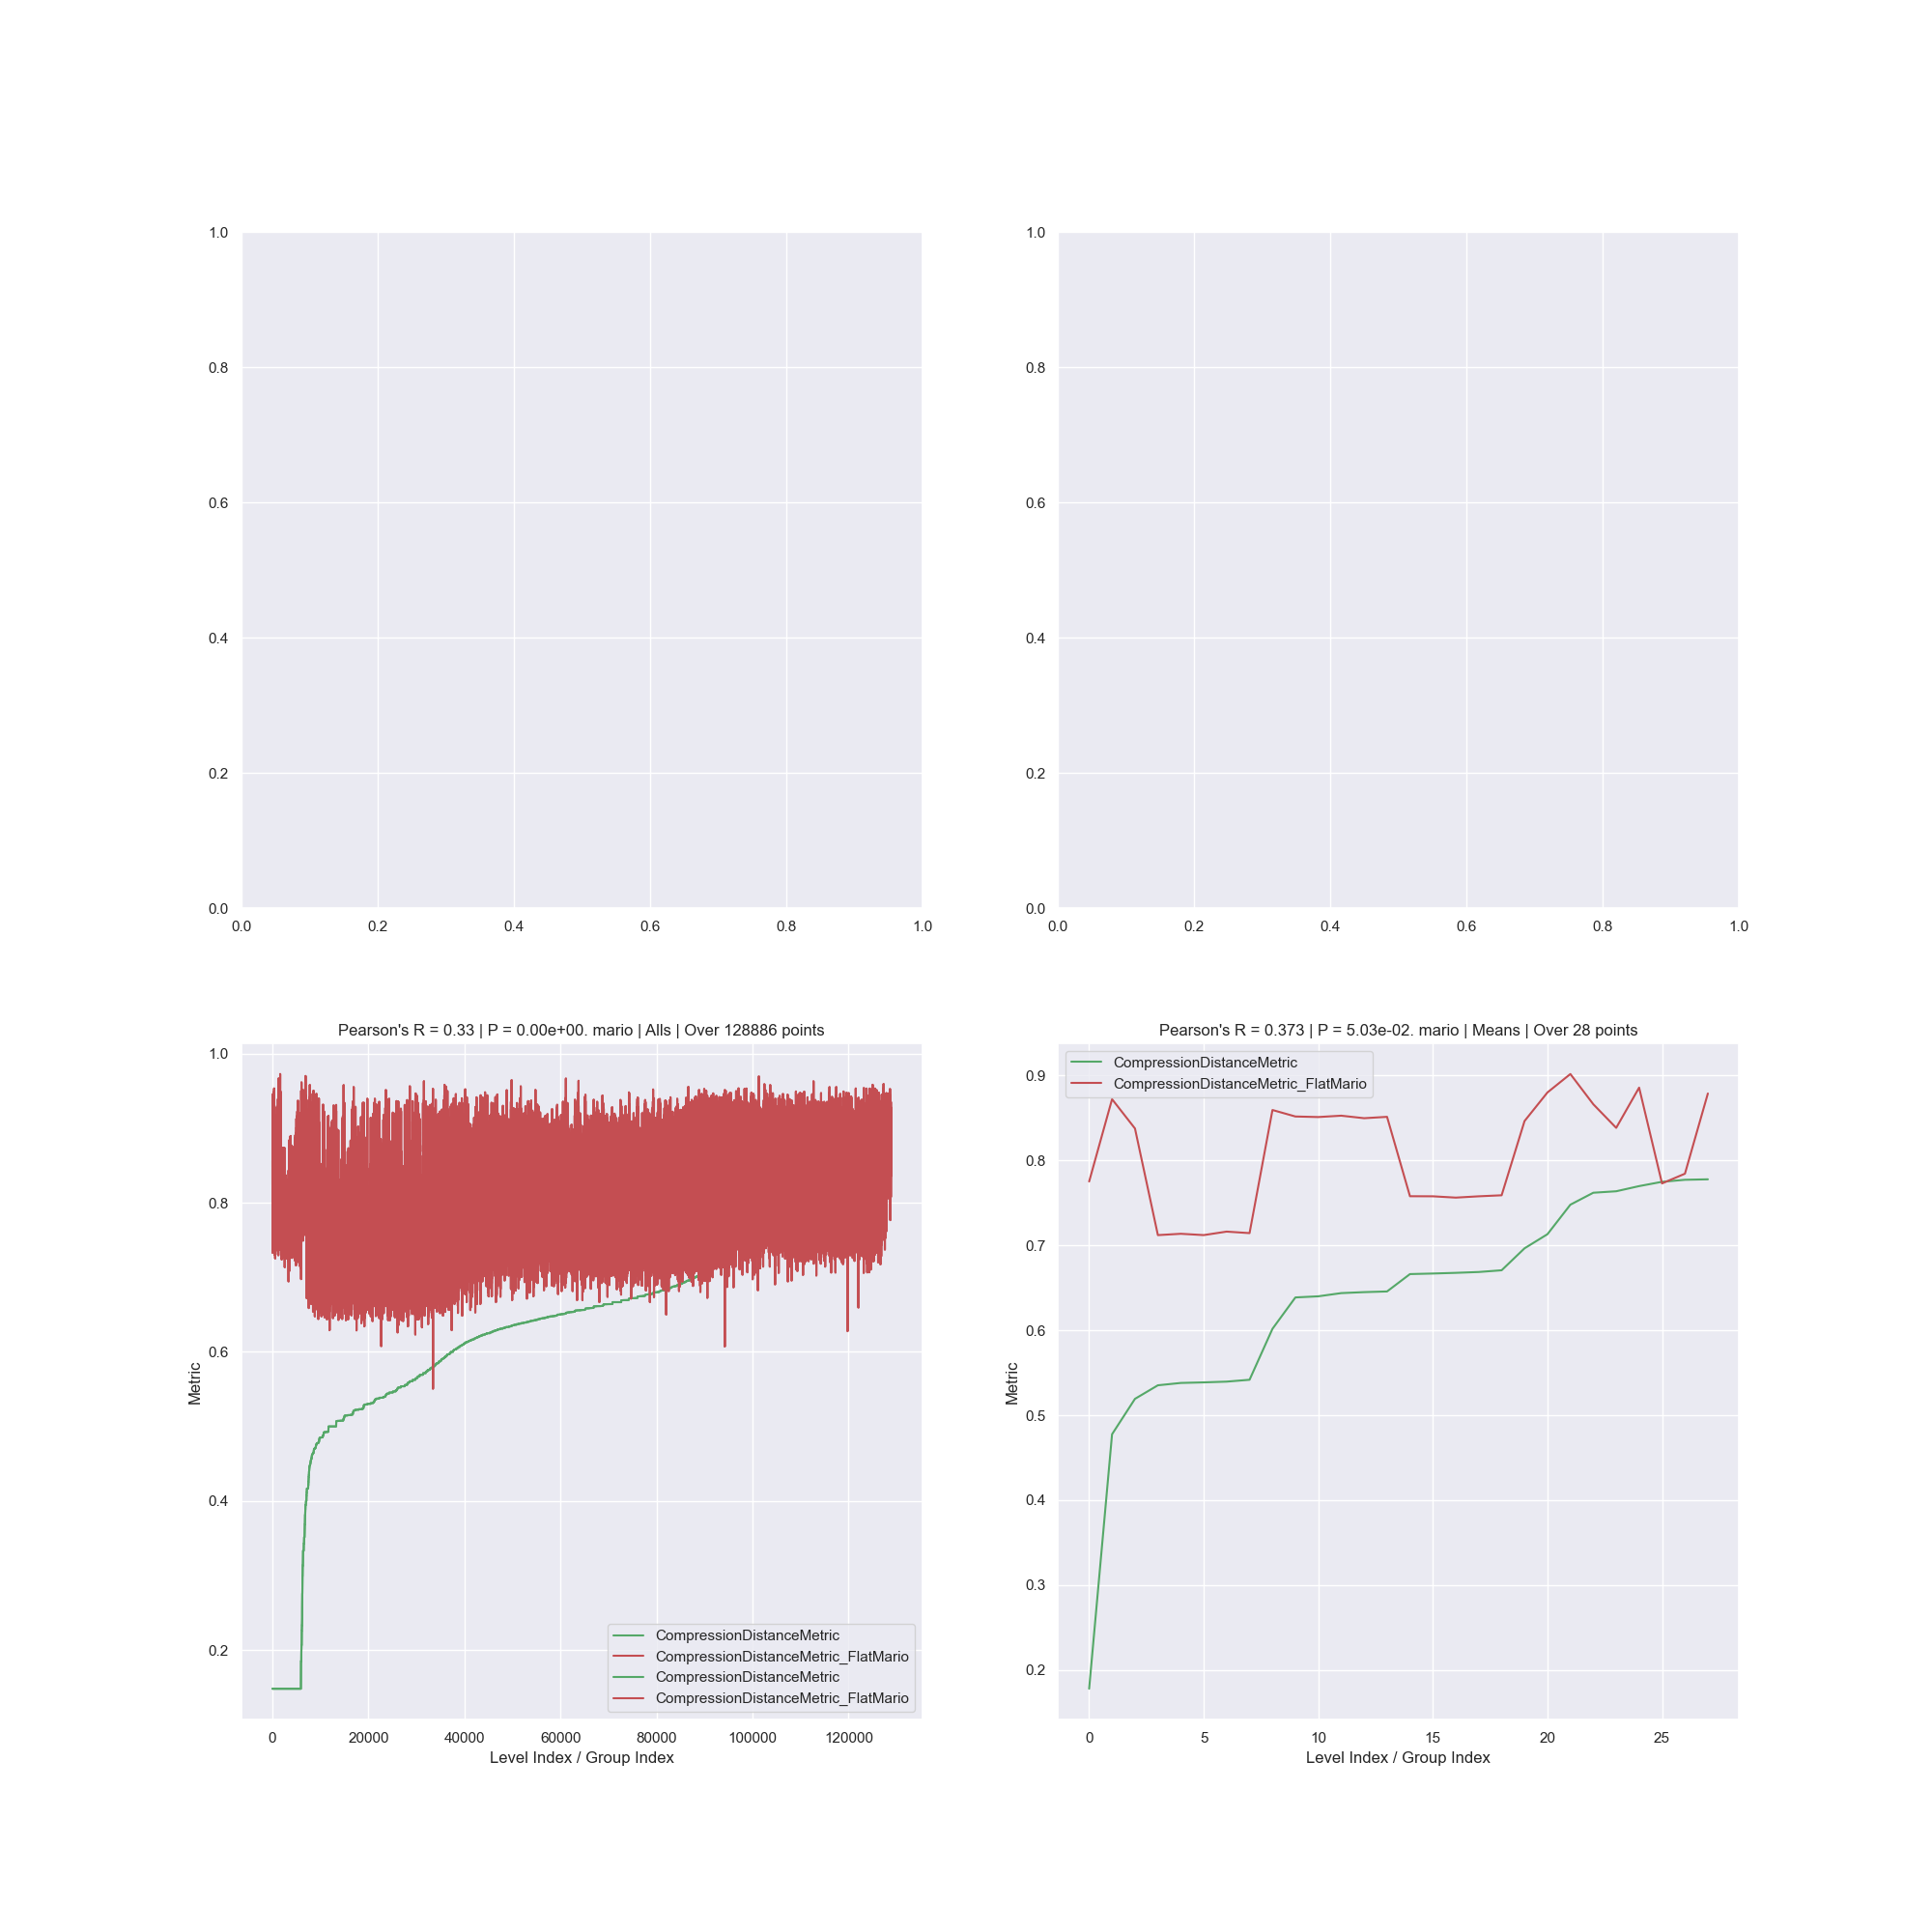 1.0
0.8
0.6
0.4
0.2
0.0
0.0 0.2 0.4 0.6 0.8 1.0
1.0
0.8
0.6
0.4
0.2
0.0
0.0 0.2 0.4 0.6 0.8 1.0
Pearson's R = 0.33 | P = 0.00e+00. mario | Alls | Over 128886 points
1.0
0.8
0.6
0.4
0.2
Metric
CompressionDistanceMetric
CompressionDistanceMetric_FlatMario
CompressionDistanceMetric
CompressionDistanceMetric_FlatMario
0 20000 40000 60000 80000 100000 120000
Level Index / Group Index
Pearson's R = 0.373 | P = 5.03e-02. mario | Means | Over 28 points
CompressionDistanceMetric
CompressionDistanceMetric_FlatMario
0.9
0.8
0.7
0.6
0.5
0.4
0.3
0.2
Metric
0 5 10 15 20 25
Level Index / Group Index